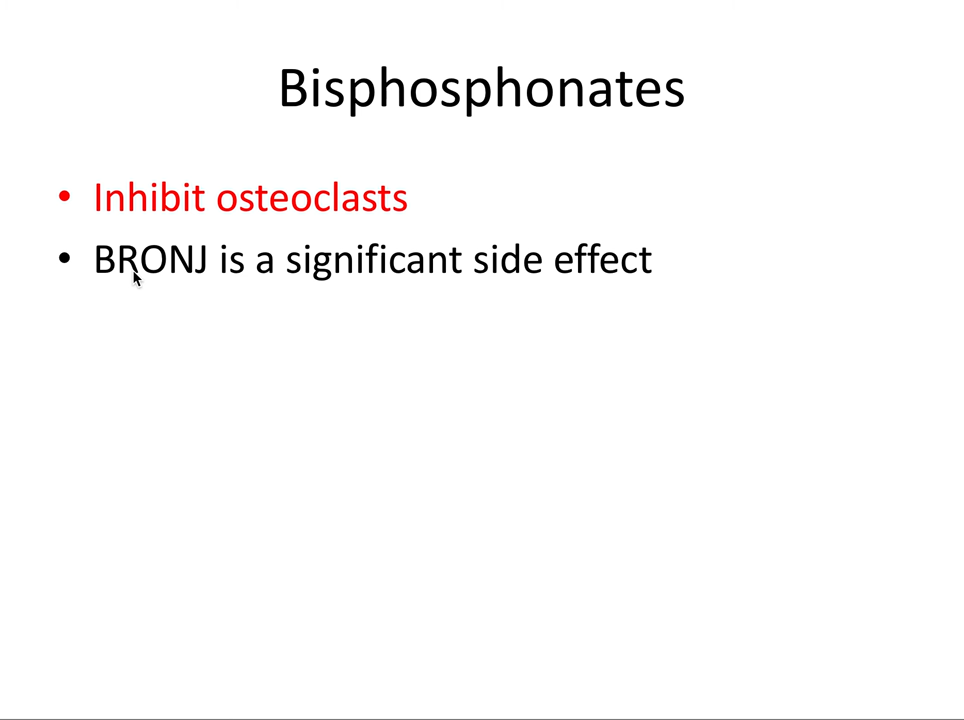 Bisphosphonates
• Inhibit osteoclasts
• BRONJ is a significant side effect